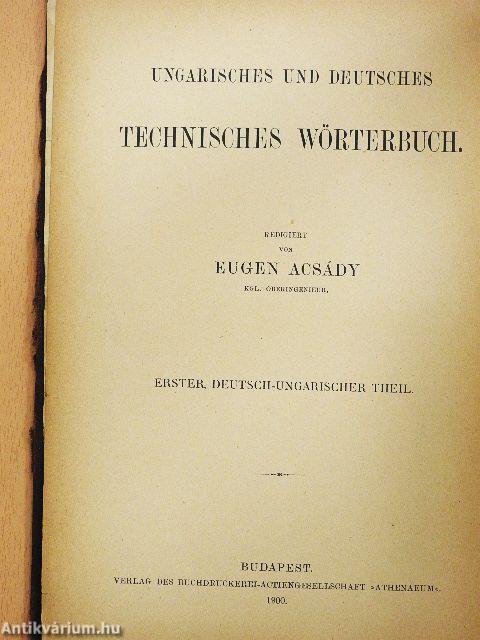 UNGARISCHES UND DEUTSCHES
TECHNISCHES WÖRTERBUCH.
REDIGIERT
VON
EUGEN ACSÁDY
KGL. OBERINGENIEUR.
ERSTER, DEUTSCH-UNGARISCHER THEIL.
BUDAPEST.
VERLAG DES BUCHDRUCKEREI-ACTIENGESELLSCHAFT »ATHENAEUM«.
1900.
Antikvárium.hu